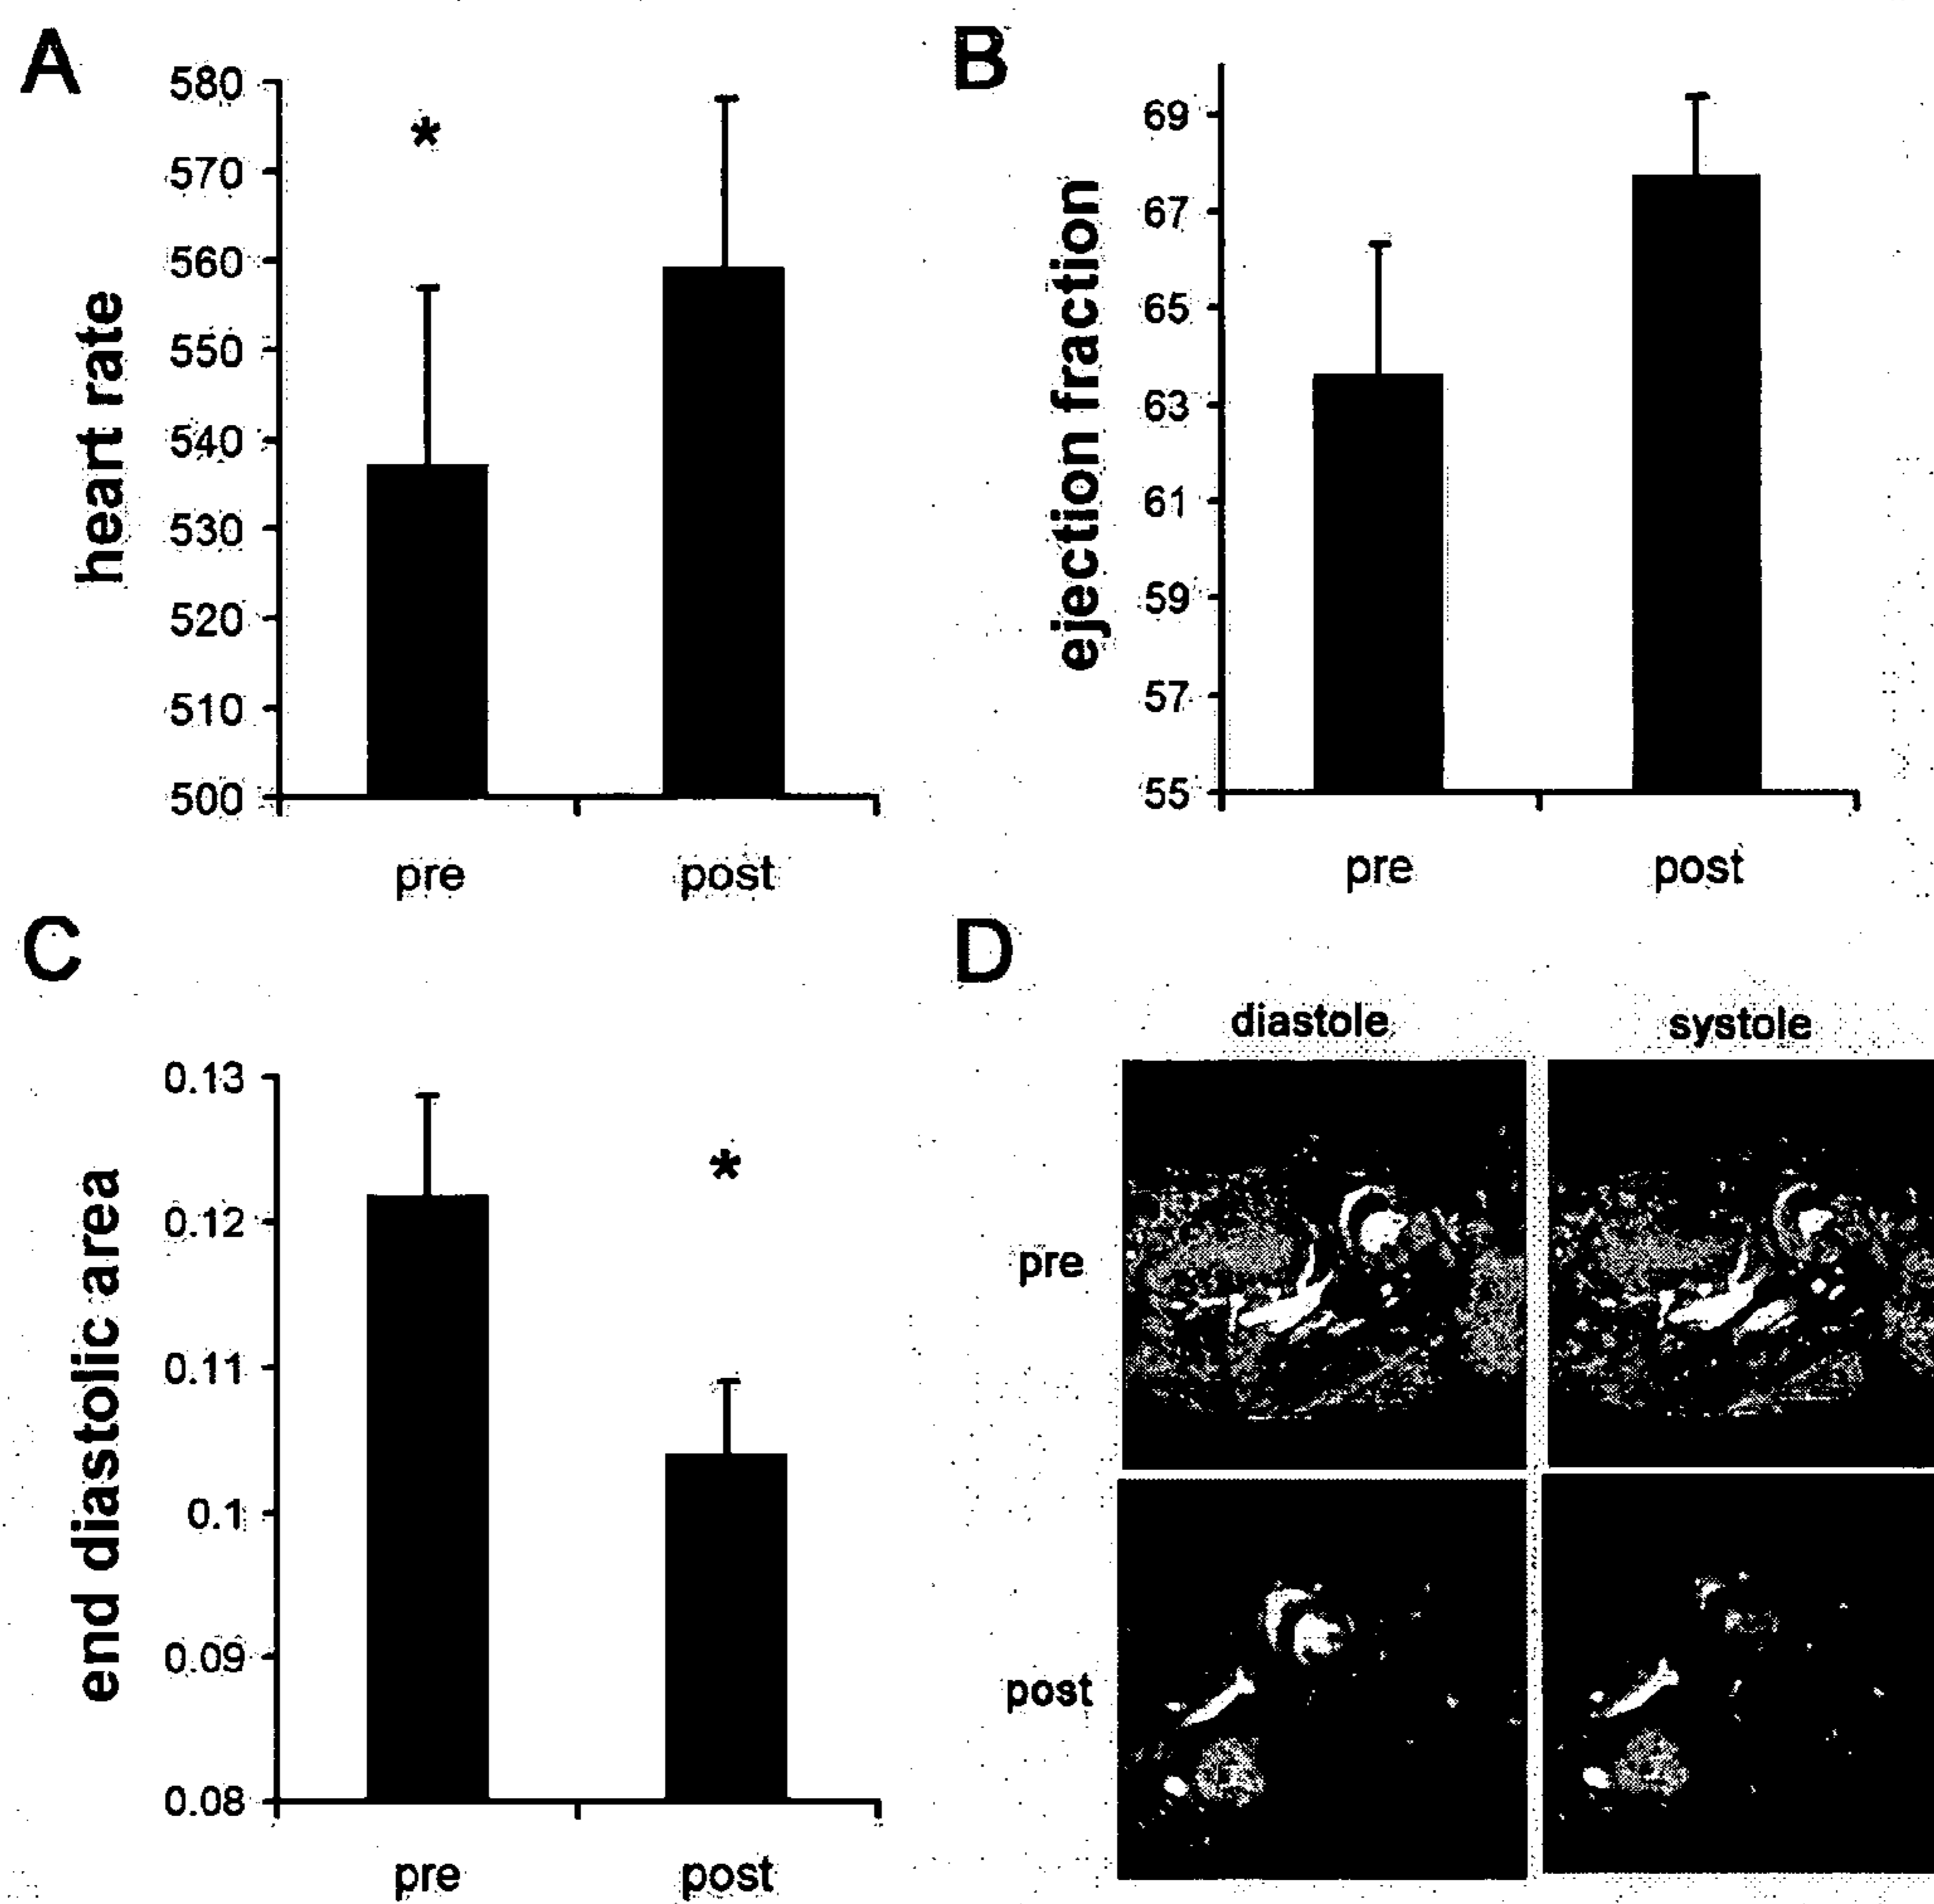 A
heart rate
580
570
560
550
540
530
520
510
500
*
pre
post
B
ejection fraction
69
67
65
63
61
59
57
55
pre
post
C
end diastolic area
0.13
0.12
0.11
0.1
0.09
0.08
*
pre
post
D
diastole
systole
pre
post